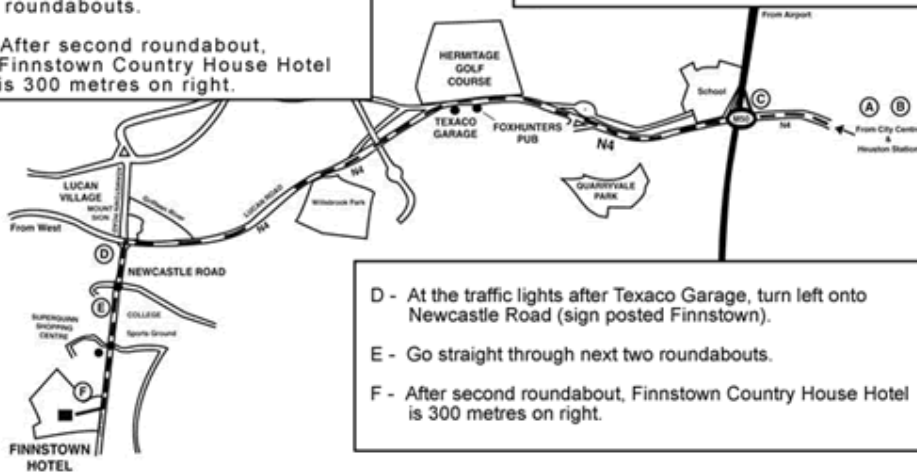 roundabouts.
After second roundabout,
Finnstown Country House Hotel
is 300 metres on right.
From Airport
HERMITAGE
GOLF
COURSE
School
C
M50
A B
N4
From City Centre
&
Heuston Station
TEXACO
GARAGE
FOXHUNTERS
PUB
N4
N4
QUARRYVALE
PARK
Willsbrook Park
LUCAN
VILLAGE
MOUNT
SION
Griffeen River
LUCAN ROAD
N4
From West
D
NEWCASTLE ROAD
E
COLLEGE
SUPERQUINN
SHOPPING
CENTRE
Sports Ground
F
FINNSTOWN
HOTEL
D - At the traffic lights after Texaco Garage, turn left onto
Newcastle Road (sign posted Finnstown).
E - Go straight through next two roundabouts.
F - After second roundabout, Finnstown Country House Hotel
is 300 metres on right.